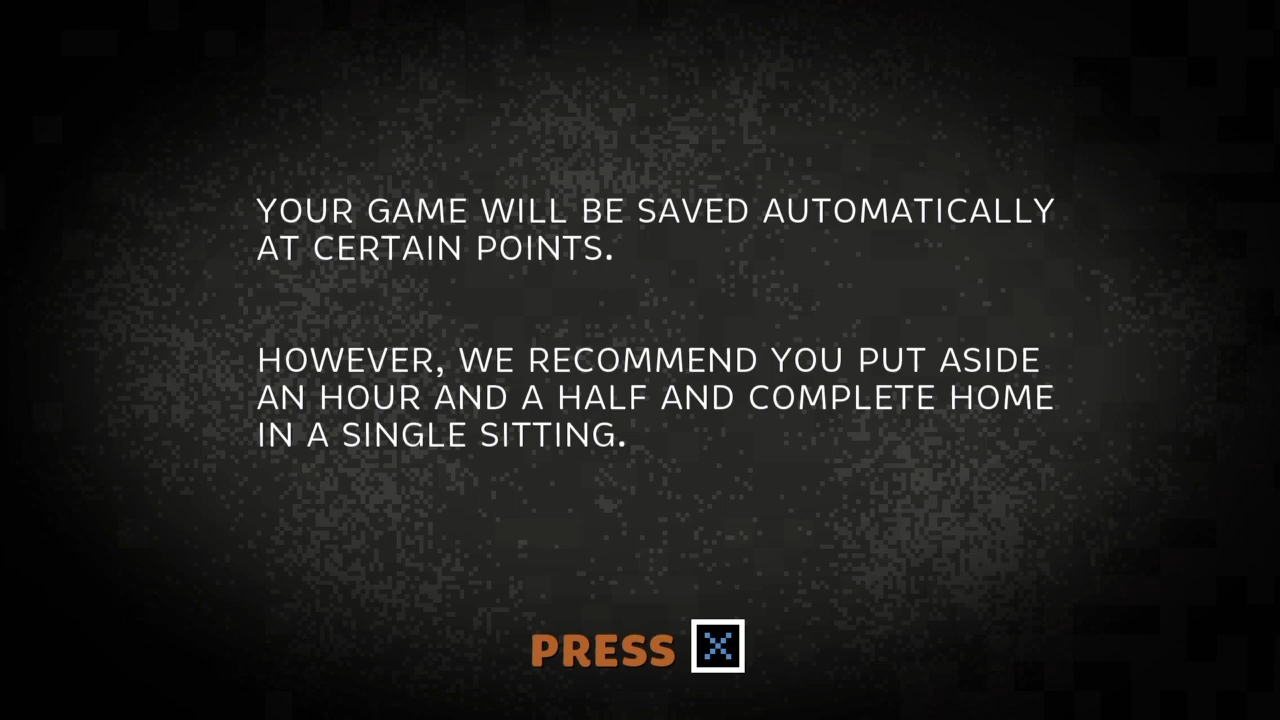 YOUR GAME WILL BE SAVED AUTOMATICALLY
AT CERTAIN POINTS.
HOWEVER, WE RECOMMEND YOU PUT ASIDE
AN HOUR AND A HALF AND COMPLETE HOME
IN A SINGLE SITTING.
PRESS X